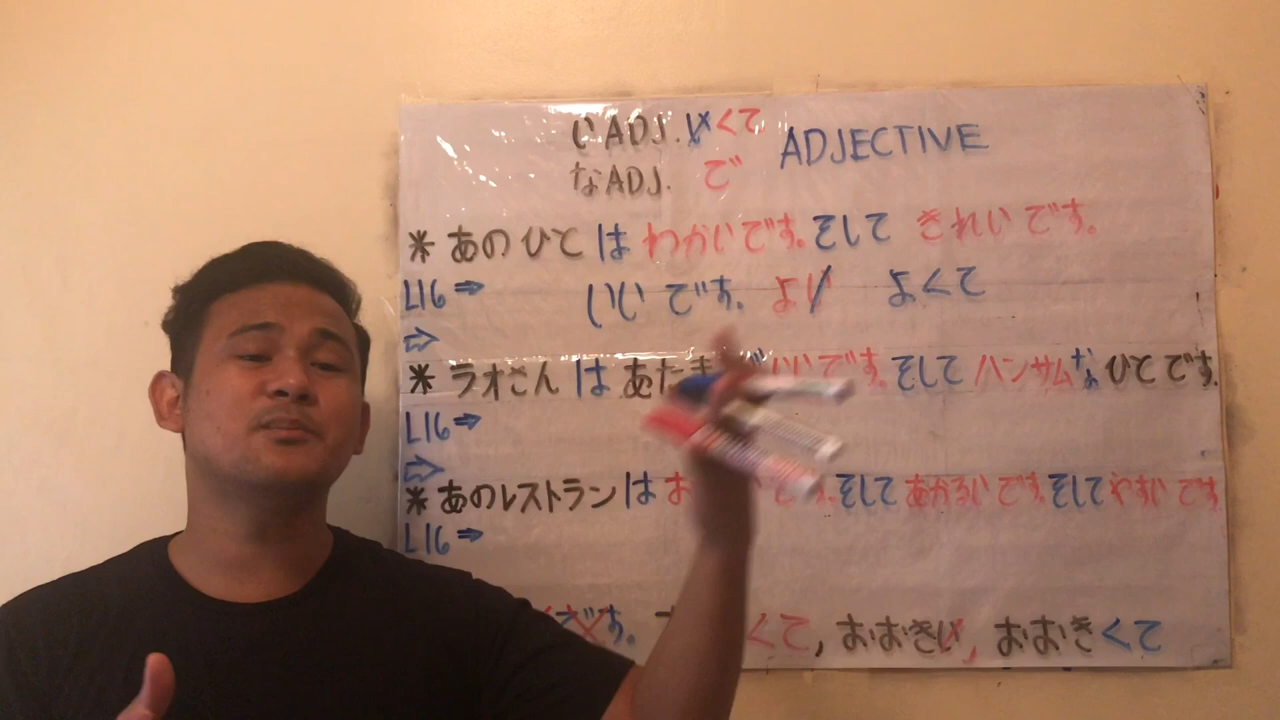 いADJ. い くて ADJECTIVE
なADJ. で
* あの ひと は わかいです。そして きれいです。
L16 ⇒ いい です。 よい よくて
⇨
* ラオさん は あたま いいです。そして ハンサムな ひとです。
L16 ⇒
⇨
* あのレストラン は お そして あかるいです。そして やすいです
L16 ⇒
す。 くて, おおきい, おおきくて